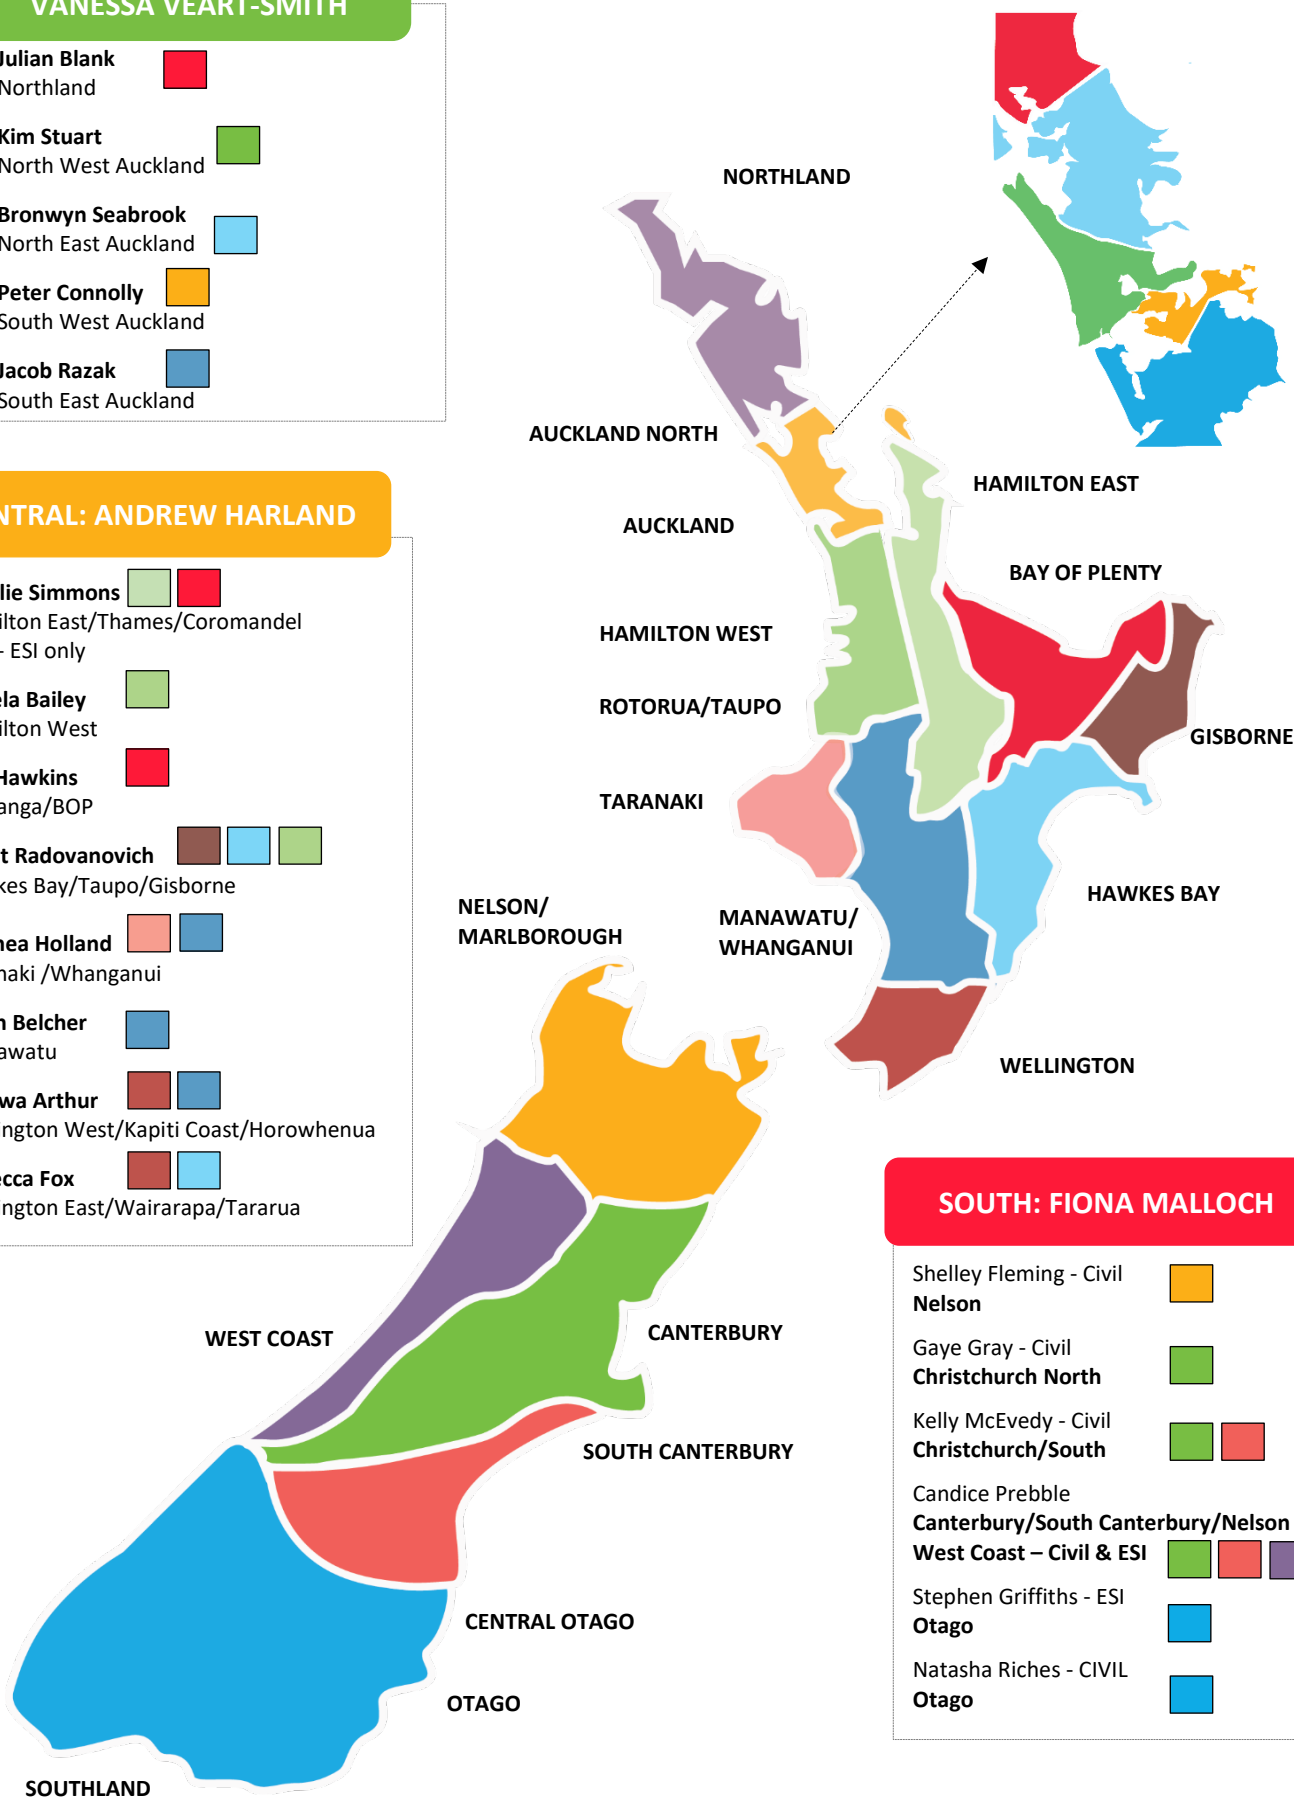 VANESSA VEART-SMITH
Julian Blank
Northland
Kim Stuart
North West Auckland
Bronwyn Seabrook
North East Auckland
Peter Connolly
South West Auckland
Jacob Razak
South East Auckland
NTRAL: ANDREW HARLAND
lie Simmons
ilton East/Thames/Coromandel
- ESI only
ela Bailey
ilton West
Hawkins
anga/BOP
t Radovanovich
kes Bay/Taupo/Gisborne
nea Holland
naki /Whanganui
n Belcher
awatu
wa Arthur
ington West/Kapiti Coast/Horowhenua
ecca Fox
ington East/Wairarapa/Tararua
NORTHLAND
AUCKLAND NORTH
AUCKLAND
HAMILTON EAST
BAY OF PLENTY
HAMILTON WEST
ROTORUA/TAUPO
GISBORNE
TARANAKI
HAWKES BAY
NELSON/
MARLBOROUGH
MANAWATU/
WHANGANUI
WELLINGTON
WEST COAST
CANTERBURY
SOUTH CANTERBURY
CENTRAL OTAGO
OTAGO
SOUTHLAND
SOUTH: FIONA MALLOCH
Shelley Fleming - Civil
Nelson
Gaye Gray - Civil
Christchurch North
Kelly McEvedy - Civil
Christchurch/South
Candice Prebble
Canterbury/South Canterbury/Nelson
West Coast – Civil & ESI
Stephen Griffiths - ESI
Otago
Natasha Riches - CIVIL
Otago